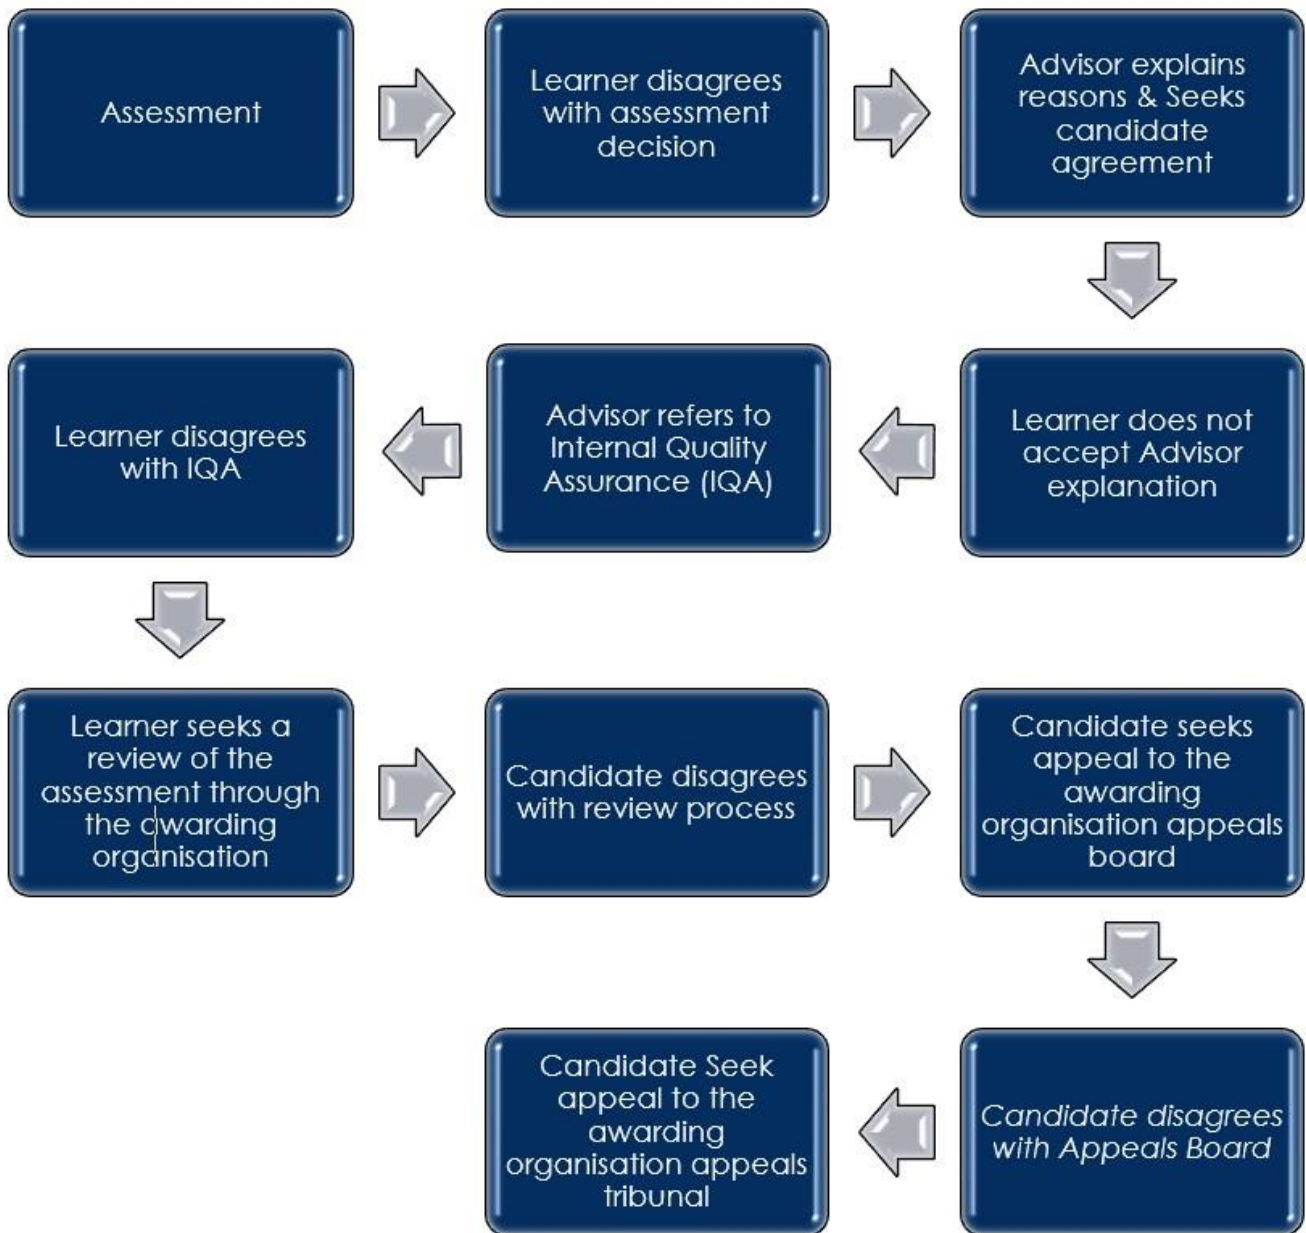 Assessment
Learner disagrees
with assessment
decision
Advisor explains
reasons & Seeks
candidate
agreement
Learner does not
accept Advisor
explanation
Advisor refers to
Internal Quality
Assurance (IQA)
Learner disagrees
with IQA
Learner seeks a
review of the
assessment through
the awarding
organisation
Candidate disagrees
with review process
Candidate seeks
appeal to the
awarding
organisation appeals
board
Candidate disagrees
with Appeals Board
Candidate Seek
appeal to the
awarding
organisation appeals
tribunal